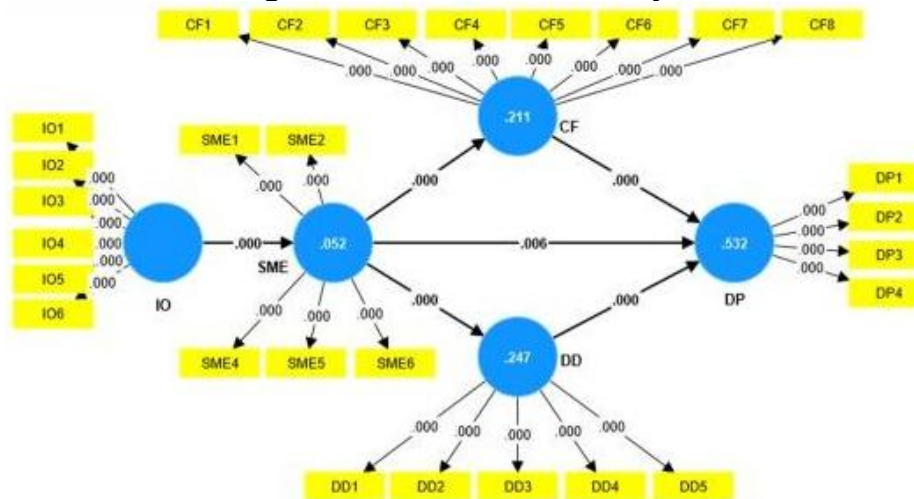 CF1 CF2 CF3 CF4 CF5 CF6 CF7 CF8
.000 .000 .000 .000 .000 .000 .000 .000
.211
CF
IO1
IO2
IO3
IO4
IO5
IO6
.000
.000
.000
.000
.000
.000
IO
SME1 SME2
.000 .000
.000
.052
SME
.000 .000 .000
SME4 SME5 SME6
.000
.000
.006
.000
.000
.532
DP
.000
.000
.000
.000
DP1
DP2
DP3
DP4
.247
DD
.000 .000 .000 .000 .000
DD1 DD2 DD3 DD4 DD5